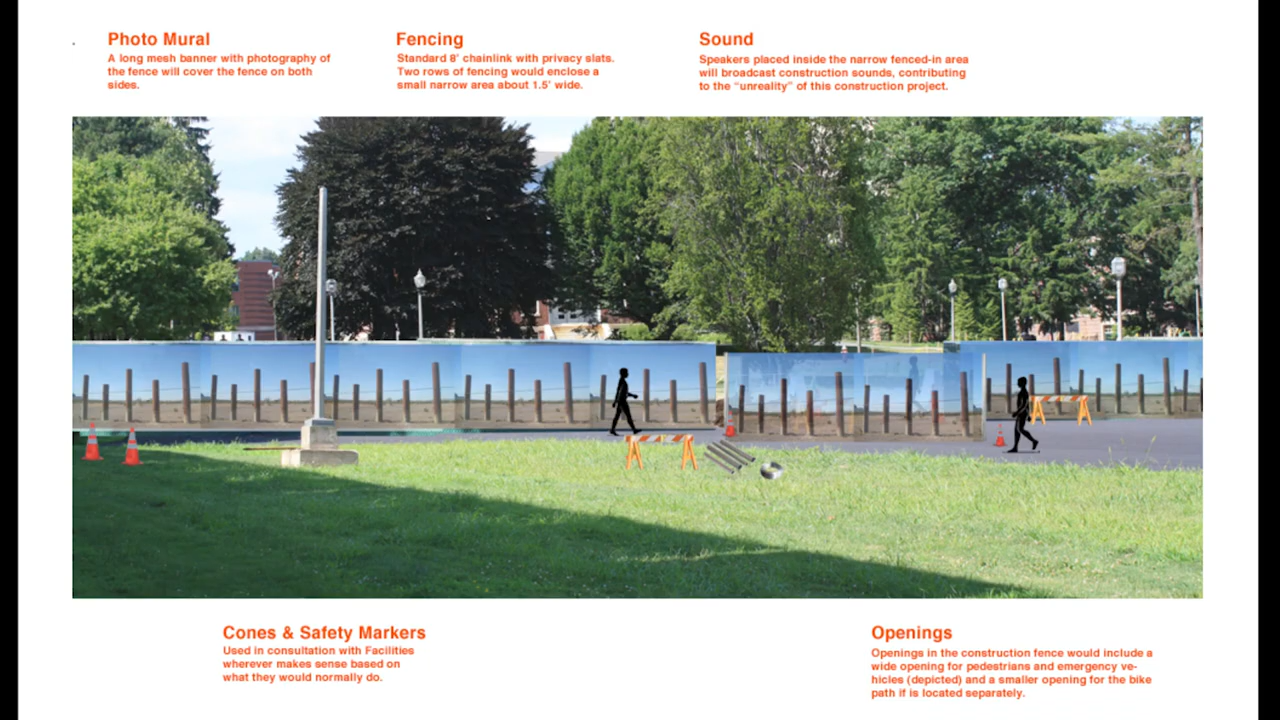 Photo Mural
A long mesh banner with photography of
the fence will cover the fence on both
sides.
Fencing
Standard 8' chainlink with privacy slats.
Two rows of fencing would enclose a
small narrow area about 1.5' wide.
Sound
Speakers placed inside the narrow fenced-in area
will broadcast construction sounds, contributing
to the “unreality” of this construction project.
Cones & Safety Markers
Used in consultation with Facilities
wherever makes sense based on
what they would normally do.
Openings
Openings in the construction fence would include a
wide opening for pedestrians and emergency ve-
hicles (depicted) and a smaller opening for the bike
path if is located separately.